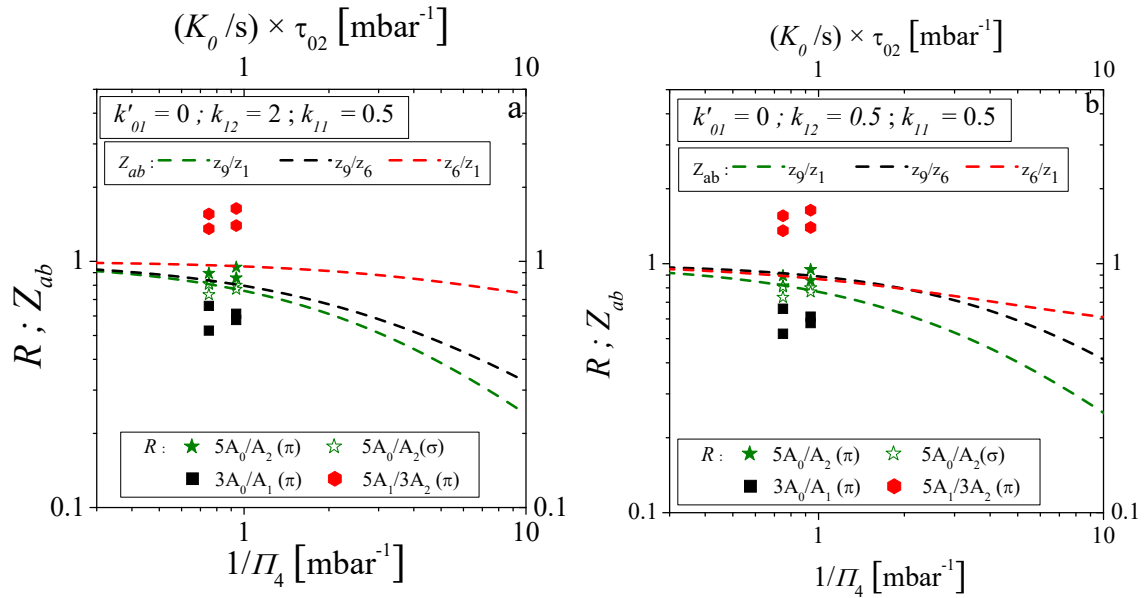 (K₀/s) × τ₀₂ [mbar⁻¹]
1 10
k'₀₁ = 0 ; k₁₂ = 2 ; k₁₁ = 0.5
a
Z_ab : z₉/z₁ z₉/z₆ z₆/z₁
R ; Z_ab
1 1
R : 5A₀/A₂ (π) 5A₀/A₂(σ)
3A₀/A₁ (π) 5A₁/3A₂ (π)
0.1 0.1
1 10
1/Π₄ [mbar⁻¹]
(K₀/s) × τ₀₂ [mbar⁻¹]
1 10
k'₀₁ = 0 ; k₁₂ = 0.5 ; k₁₁ = 0.5
b
Z_ab : z₉/z₁ z₉/z₆ z₆/z₁
R ; Z_ab
1 1
R : 5A₀/A₂ (π) 5A₀/A₂(σ)
3A₀/A₁ (π) 5A₁/3A₂ (π)
0.1 0.1
1 10
1/Π₄ [mbar⁻¹]